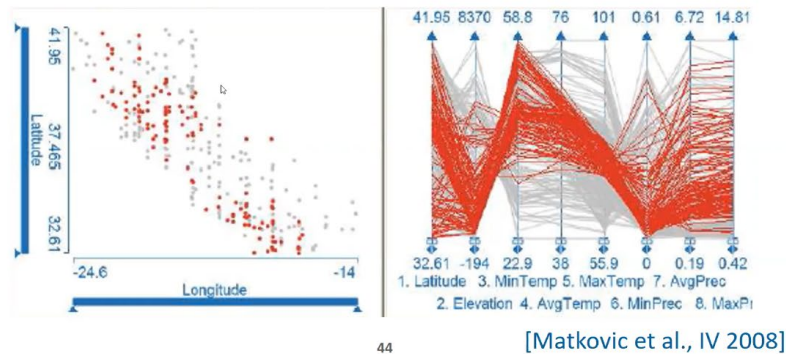 41.95
37.465
32.61
Latitude
-24.6
-14
Longitude
41.95 8370 58.8 76 101 0.61 6.72 14.81
32.61 -194 22.9 38 55.9 0 0.19 0.42
1. Latitude 3. MinTemp 5. MaxTemp 7. AvgPrec
2. Elevation 4. AvgTemp 6. MinPrec 8. MaxPr
44
[Matkovic et al., IV 2008]